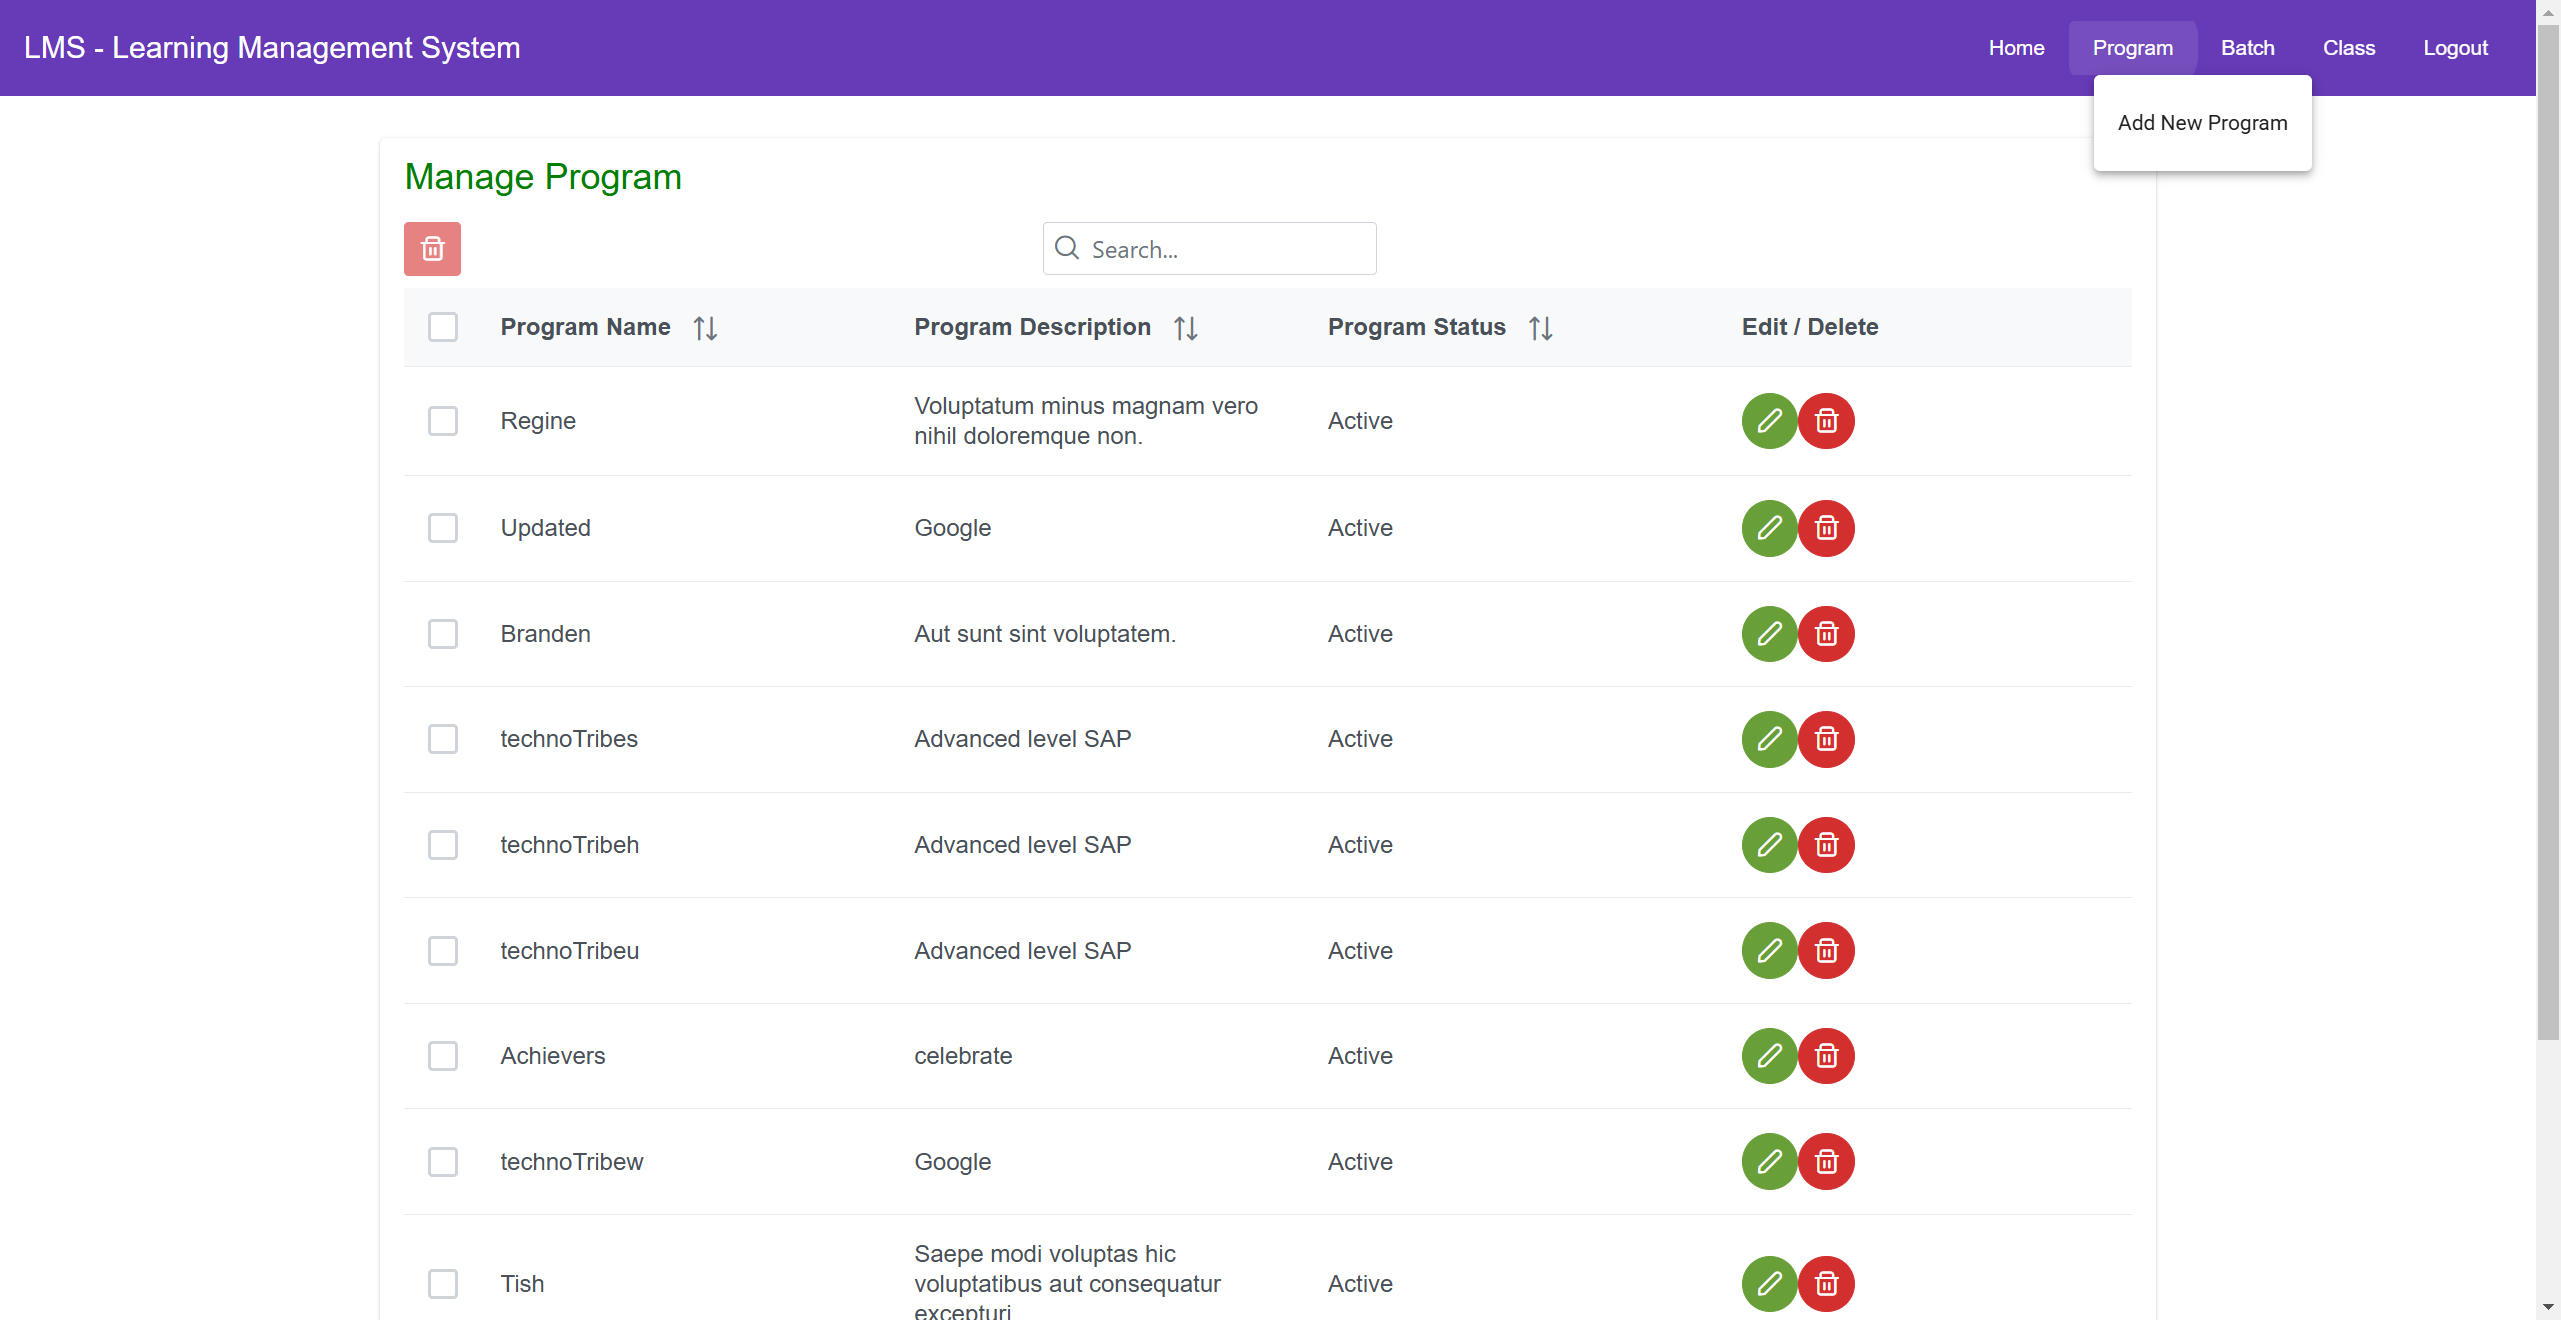 LMS - Learning Management System
Home Program Batch Class Logout
Add New Program
Manage Program
Search...
Program Name Program Description Program Status Edit / Delete
Regine Voluptatum minus magnam vero Active
nihil doloremque non.
Updated Google Active
Branden Aut sunt sint voluptatem. Active
technoTribes Advanced level SAP Active
technoTribeh Advanced level SAP Active
technoTribeu Advanced level SAP Active
Achievers celebrate Active
technoTribew Google Active
Saepe modi voluptas hic
Tish voluptatibus aut consequatur Active
excepturi